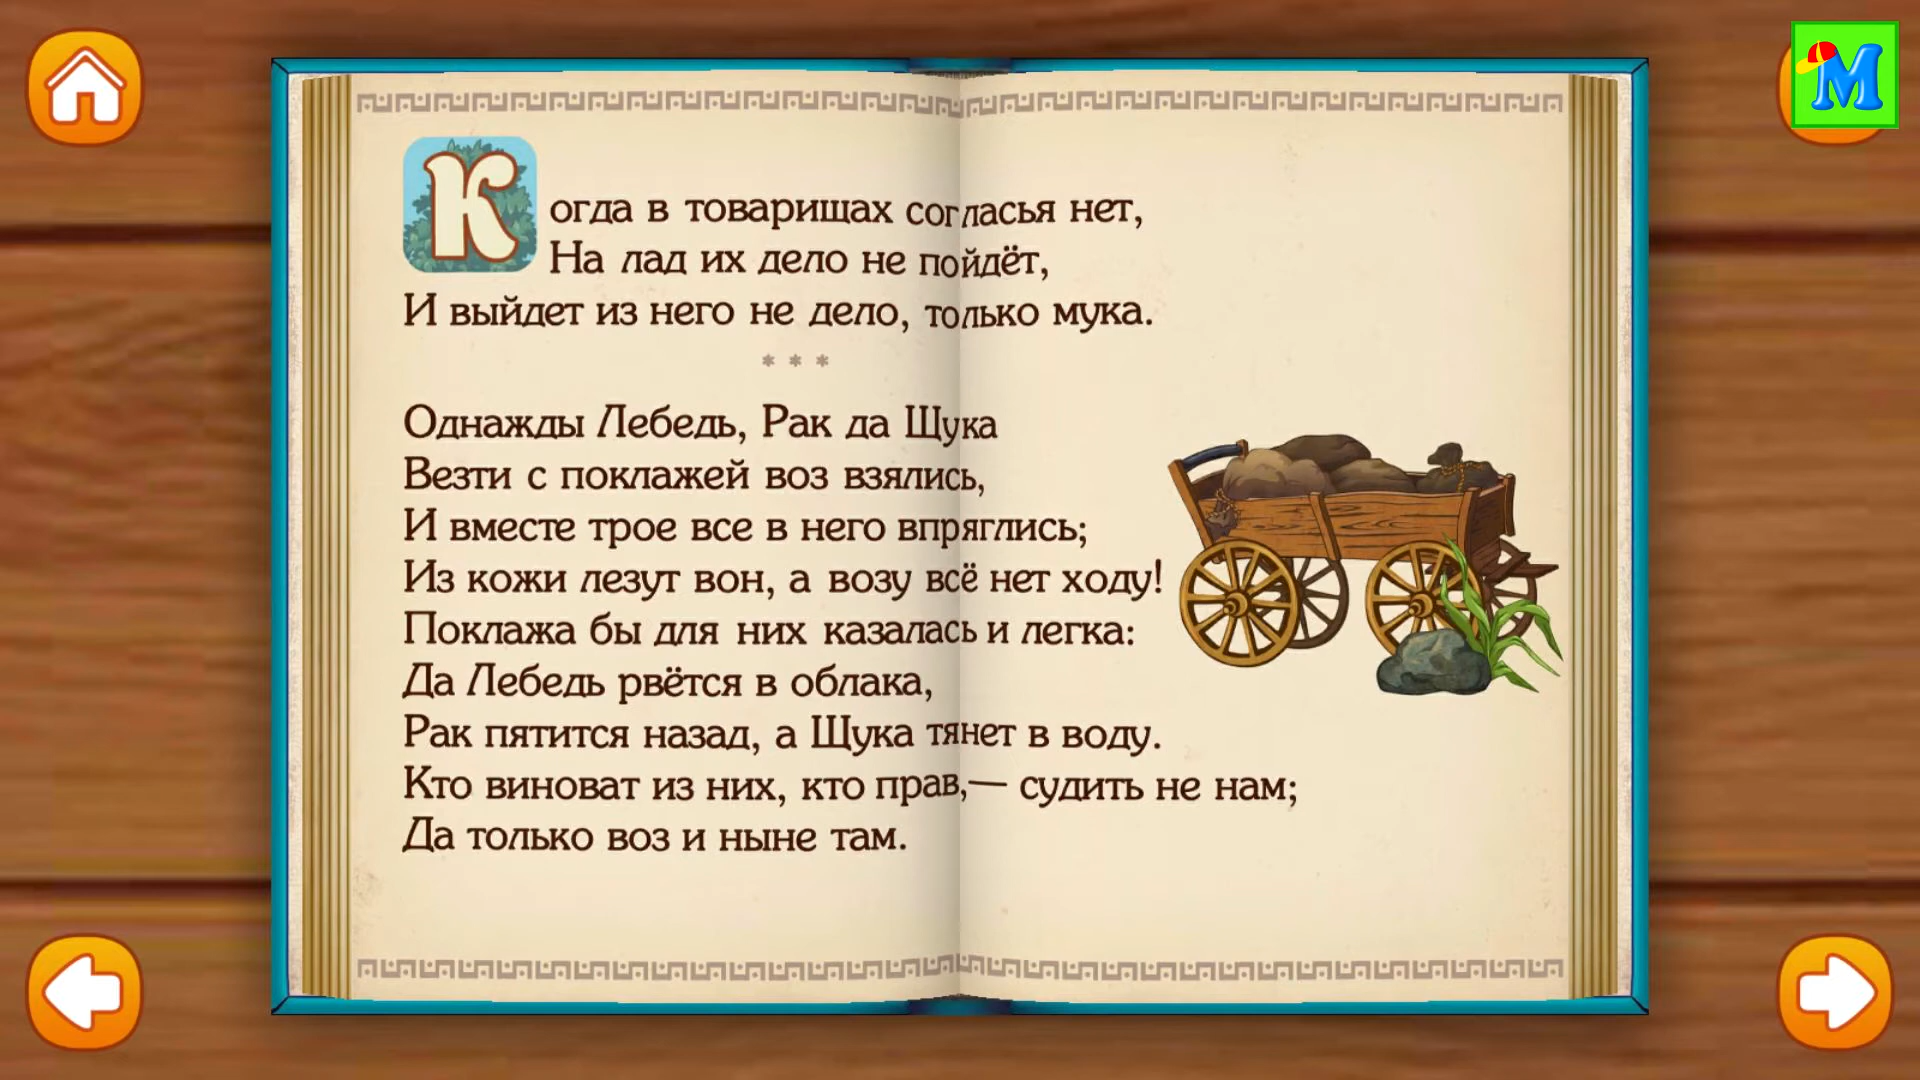 Когда в товарищах согласья нет,
На лад их дело не пойдёт,
И выйдет из него не дело, только мука.
* * *
Однажды Лебедь, Рак да Щука
Везти с поклажей воз взялись,
И вместе трое все в него впряглись;
Из кожи лезут вон, а возу всё нет ходу!
Поклажа бы для них казалась и легка:
Да Лебедь рвётся в облака,
Рак пятится назад, а Щука тянет в воду.
Кто виноват из них, кто прав,— судить не нам;
Да только воз и ныне там.
M